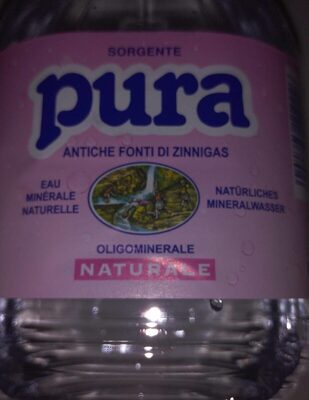 SORGENTE
pura
ANTICHE FONTI DI ZINNIGAS
EAU
MINÉRALE
NATURELLE
NATÜRLICHES
MINERALWASSER
OLIGOMINERALE
NATURALE